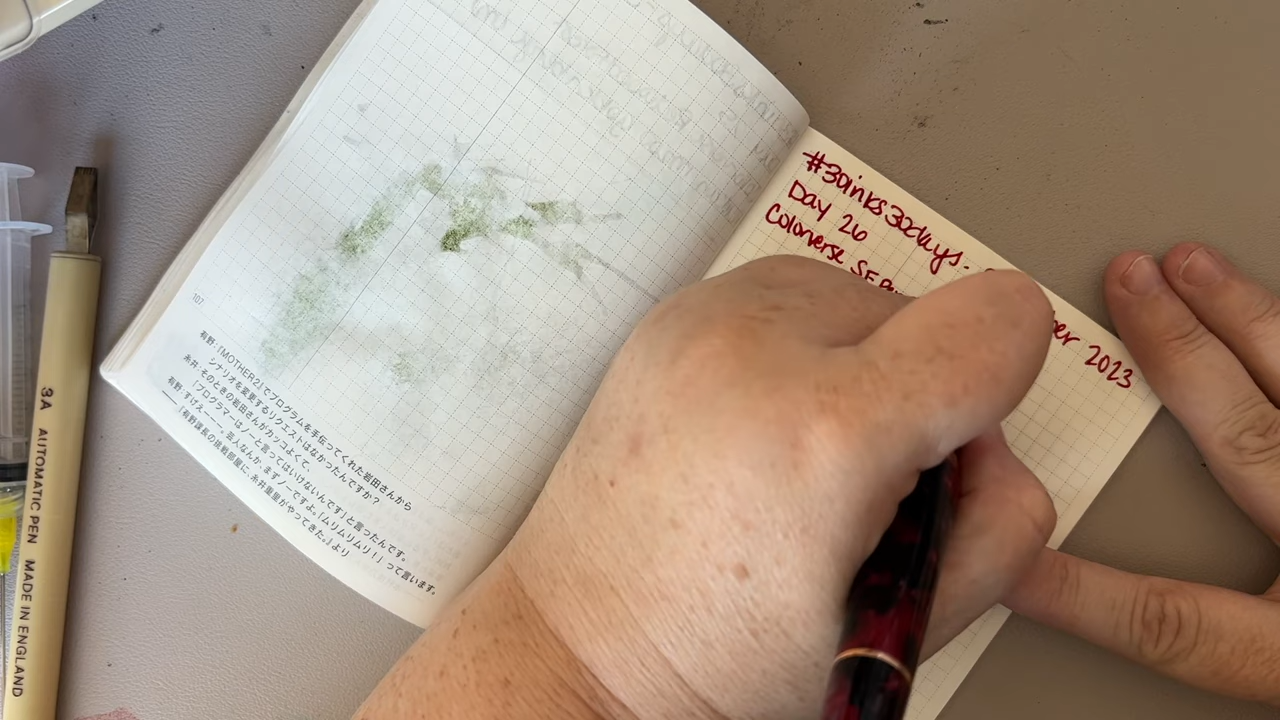 107
有野:『MOTHER2』でプログラムを手伝ってくれた岩田さんから
シナリオを変更するリクエストはなかったんですか?
糸井:そのときの岩田さんがカッコよくて、
「プログラマーはノーと言ってはいけないんです」と言ったんです。
有野:すげえーーー。芸人なんか、まずノーですよ。「ムリムリムリ!」って言います。
──『有野課長の挑戦部屋に、糸井重里がやってきた。』より
#30inks30days.
Day 26
Colorverse
ber 2023
3A AUTOMATIC PEN MADE IN ENGLAND